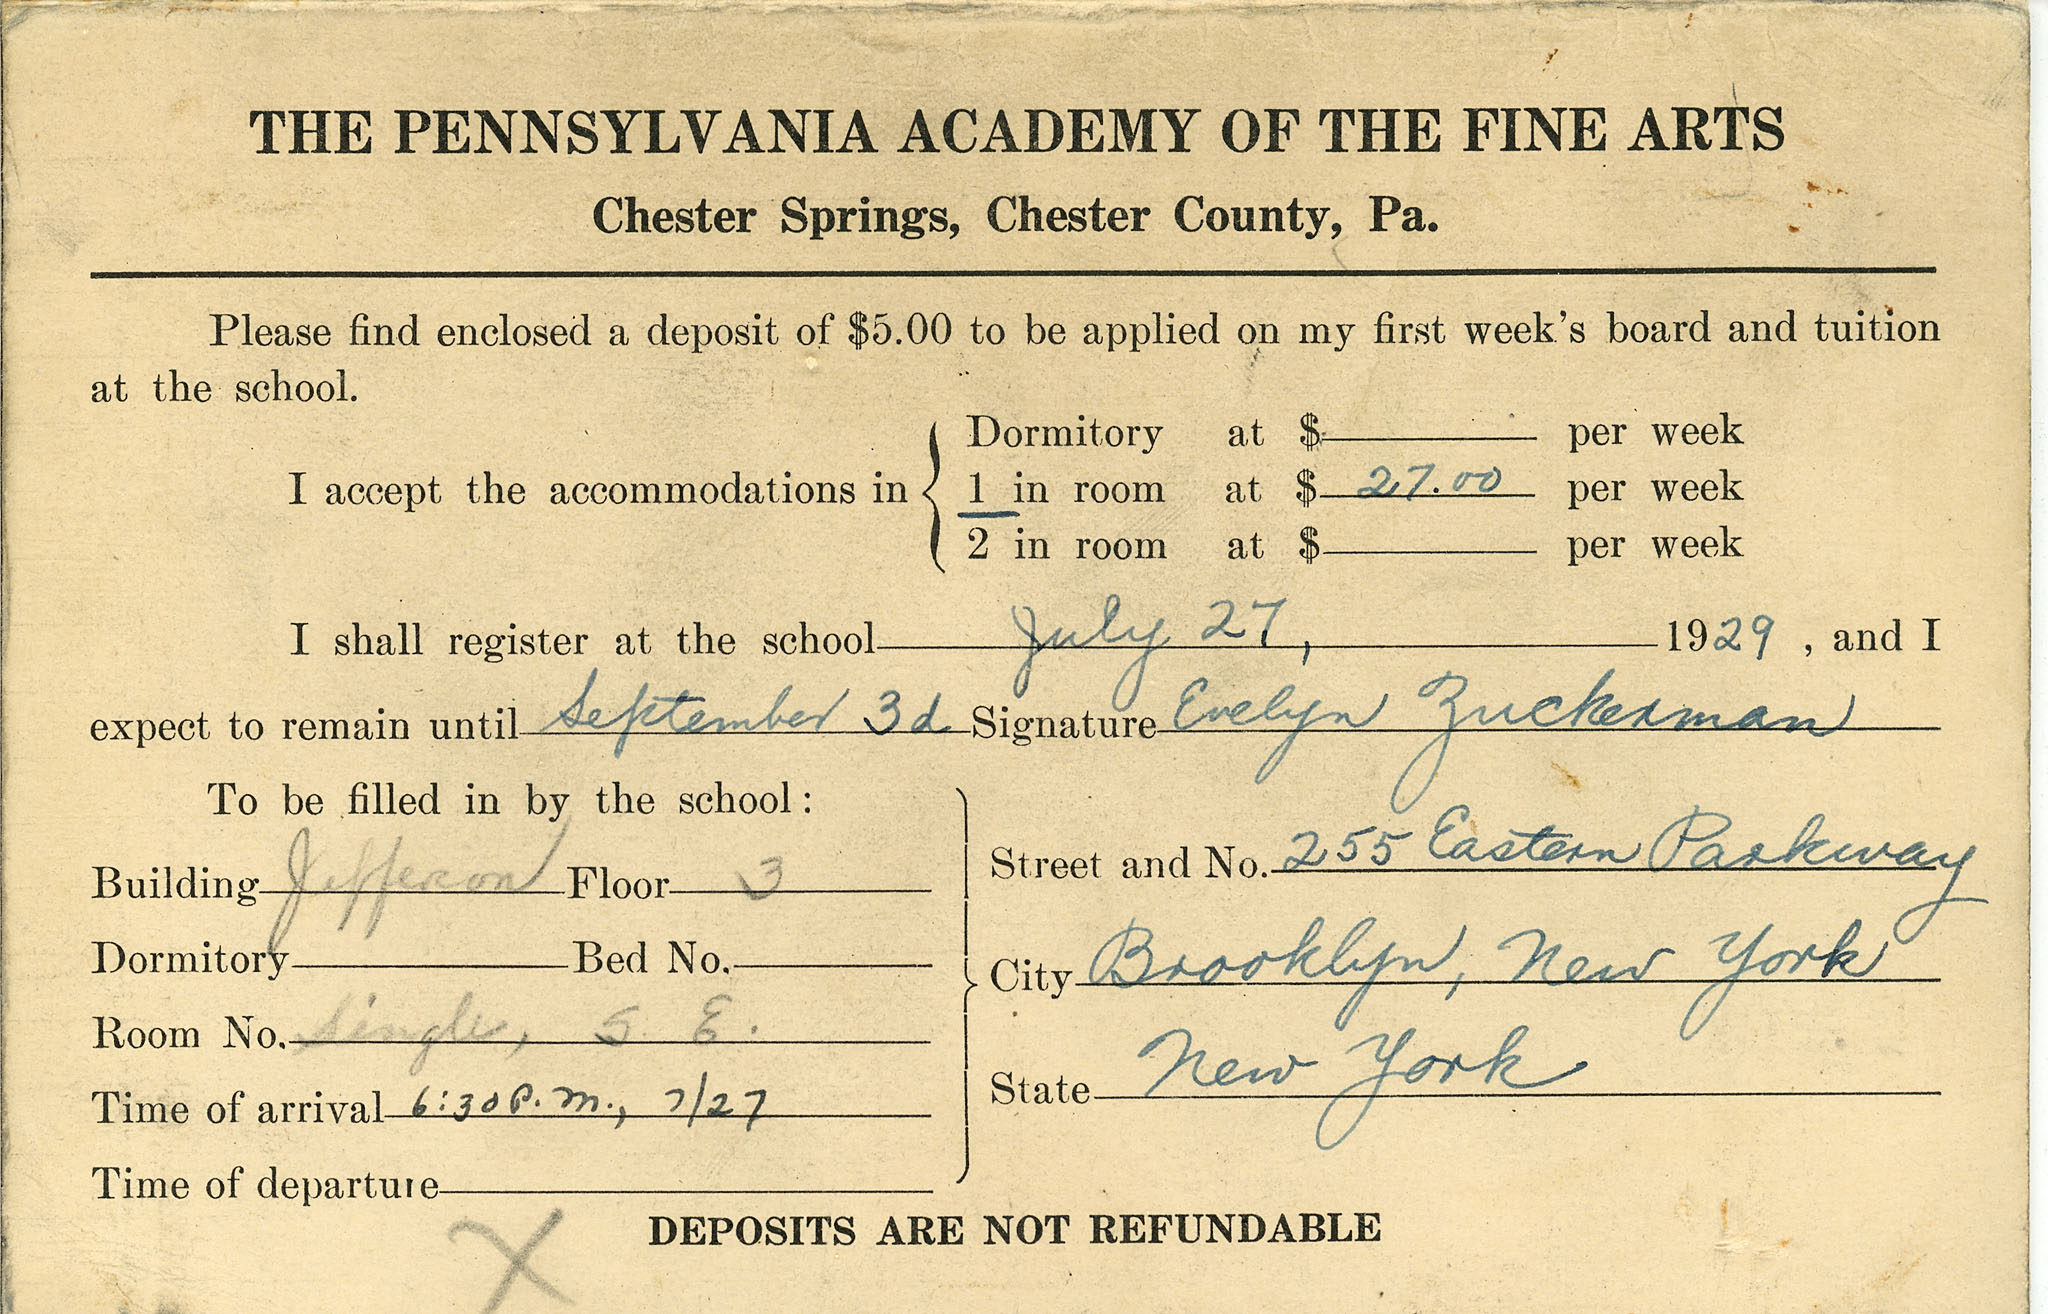 THE PENNSYLVANIA ACADEMY OF THE FINE ARTS
Chester Springs, Chester County, Pa.
Please find enclosed a deposit of $5.00 to be applied on my first week's board and tuition
at the school.
Dormitory at $ per week
I accept the accommodations in 1 in room at $ 27.00 per week
2 in room at $ per week
I shall register at the school July 27, 1929, and I
expect to remain until September 3d Signature Evelyn Zuckerman
To be filled in by the school:
Building Jefferson Floor 3
Dormitory Bed No.
Room No. Single, S. E.
Time of arrival 6:30 P.M., 7/27
Time of departure
Street and No. 255 Eastern Parkway
City Brooklyn, New York
State New York
X
DEPOSITS ARE NOT REFUNDABLE